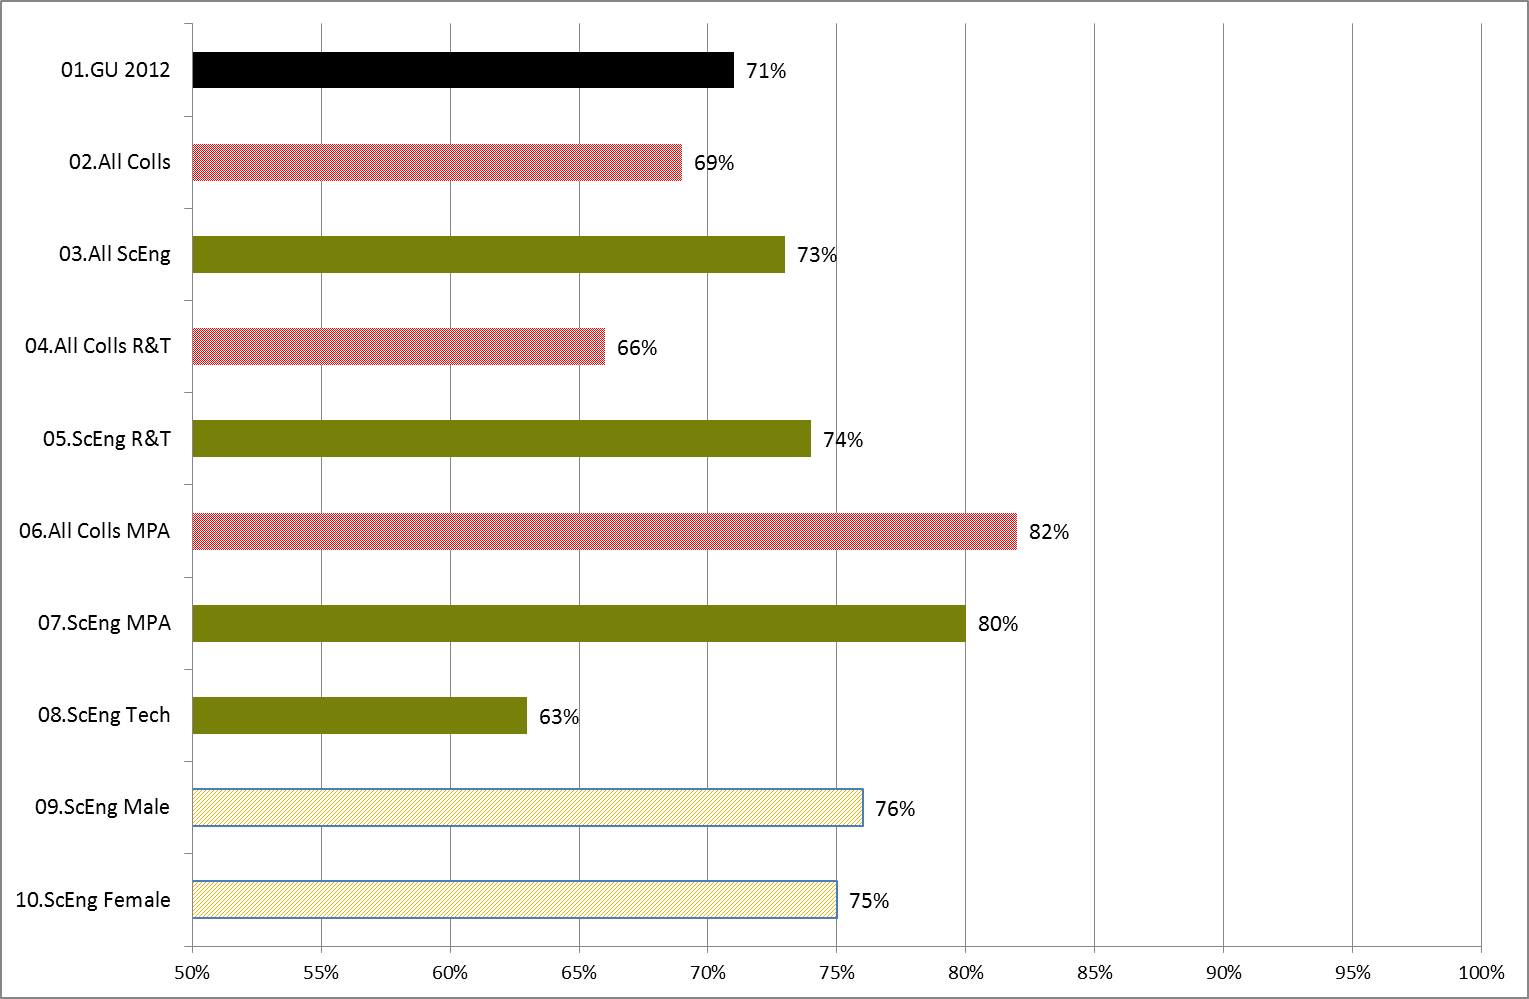 01.GU 2012
71%
02.All Colls
69%
03.All ScEng
73%
04.All Colls R&T
66%
05.ScEng R&T
74%
06.All Colls MPA
82%
07.ScEng MPA
80%
08.ScEng Tech
63%
09.ScEng Male
76%
10.ScEng Female
75%
50% 55% 60% 65% 70% 75% 80% 85% 90% 95% 100%